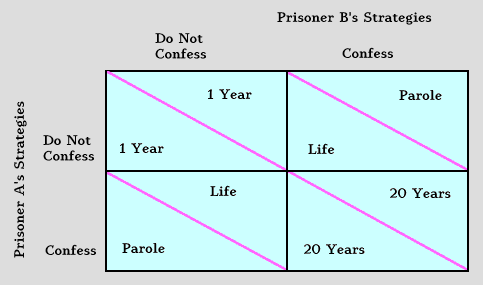 Prisoner B's Strategies
Do Not
Confess
Confess
Prisoner A's Strategies
Do Not
Confess
1 Year
1 Year
Parole
Life
Confess
Life
Parole
20 Years
20 Years